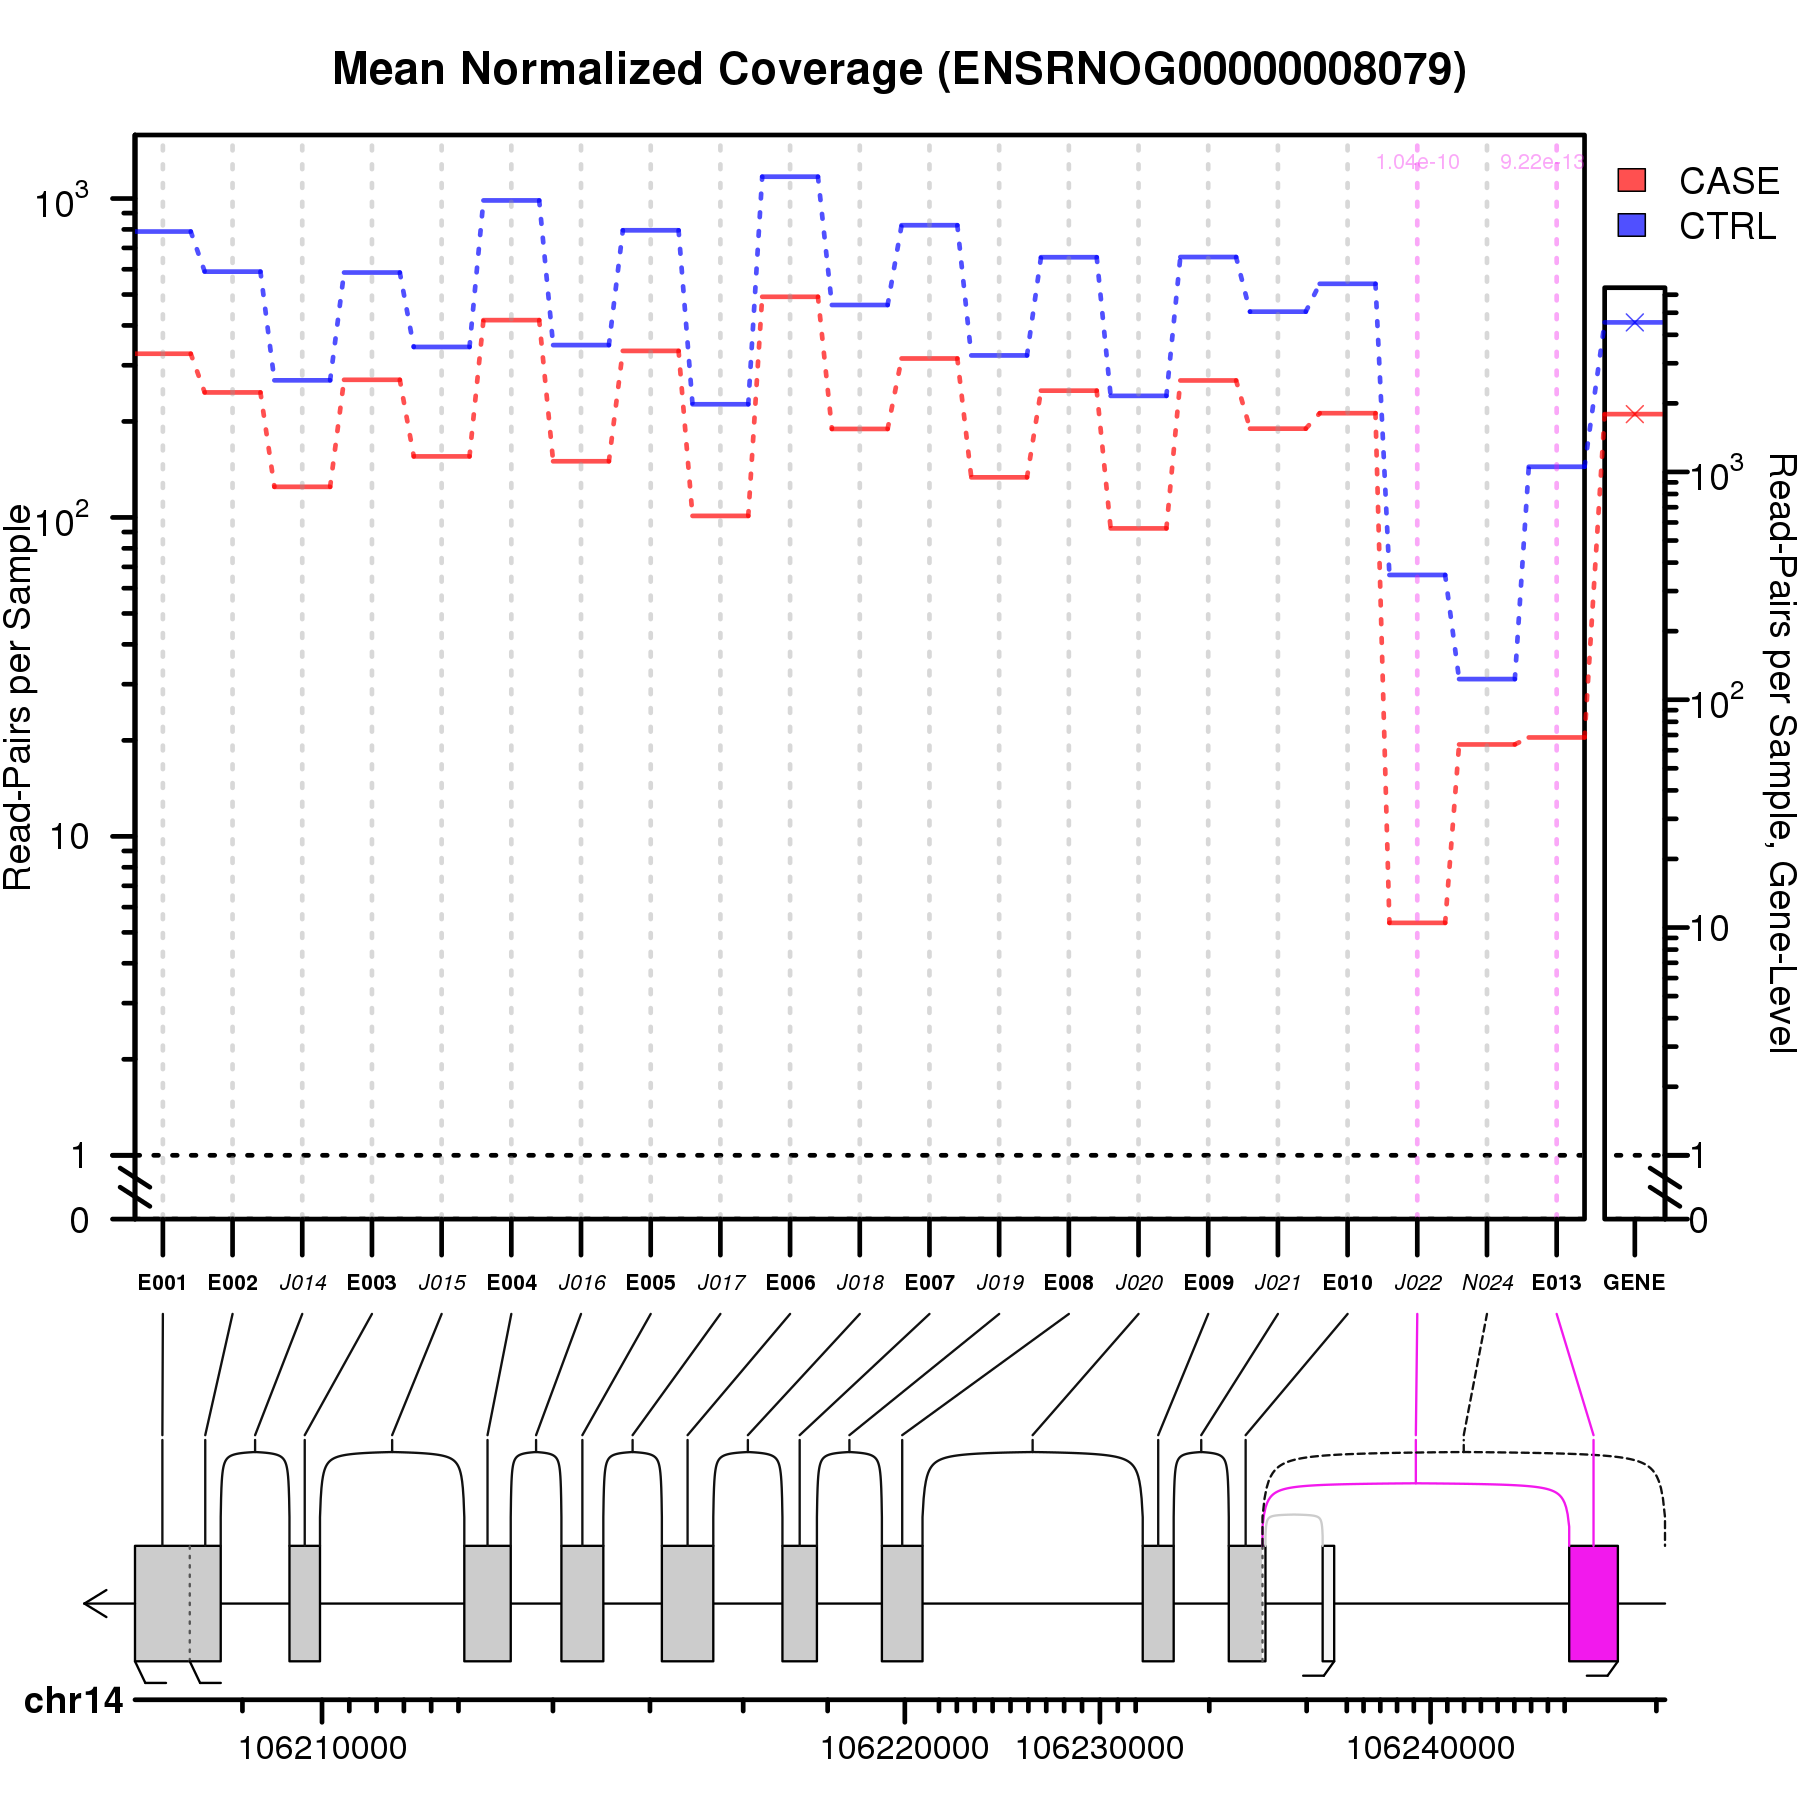 Mean Normalized Coverage (ENSRNOG00000008079)
1.04e-10 9.22e-13
CASE
CTRL
Read-Pairs per Sample
10³
10²
10
1
0
Read-Pairs per Sample, Gene-Level
10³
10²
10
1
0
E001 E002 J014 E003 J015 E004 J016 E005 J017 E006 J018 E007 J019 E008 J020 E009 J021 E010 J022 N024 E013 GENE
chr14
106210000 106220000 106230000 106240000